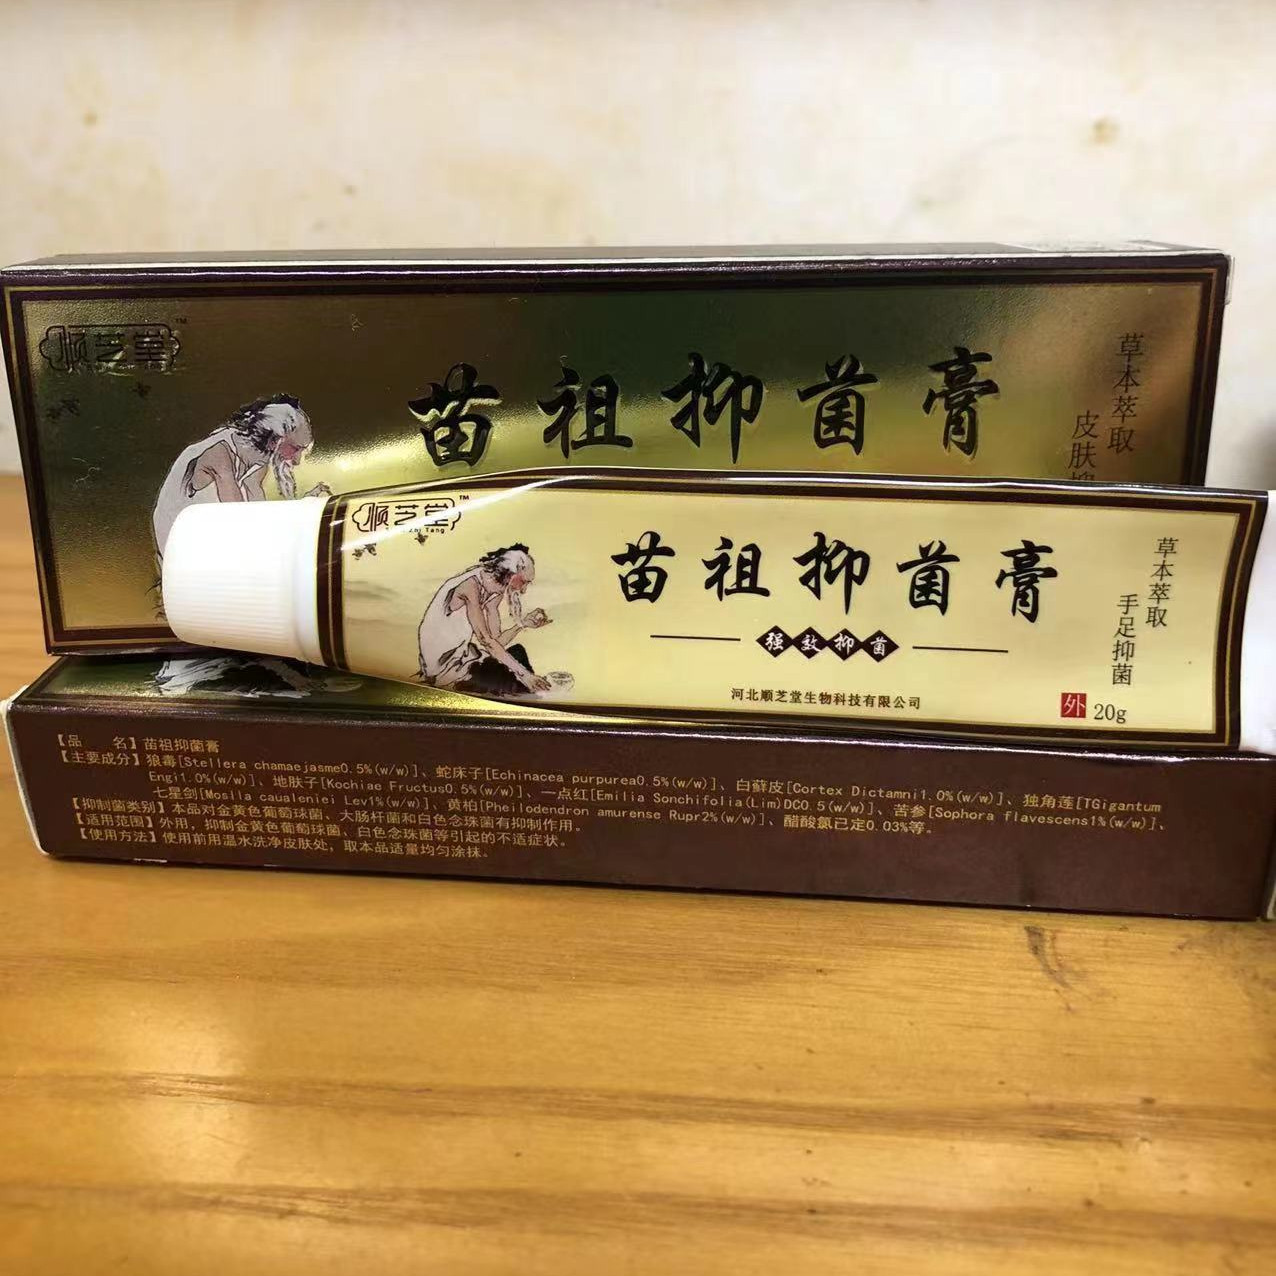 顺芝堂™
苗祖抑菌膏
草本萃取
皮肤抑
顺芝堂™
Zhi Tang
苗祖抑菌膏
强效抑菌
河北顺芝堂生物科技有限公司
草本萃取
手足抑菌
外 20g
【品 名】苗祖抑菌膏
【主要成分】狼毒[Stellera chamaejasme0.5%(w/w)]、蛇床子[Echinacea purpurea0.5%(w/w)]、白藓皮[Cortex Dictamni1.0%(w/w)]、独角莲[TGigantum
Engi1.0%(w/w)]、地肤子[Kochiae Fructus0.5%(w/w)]、一点红[Emilia Sonchifolia(Lim)DC0.5(w/w)]、苦参[Sophora flavescens1%(w/w)]、
七星剑[Moslla caualeniei Lev1%(w/w)]、黄柏[Pheilodendron amurense Rupr2%(w/w)]、醋酸氯已定0.03%等。
【抑制菌类别】本品对金黄色葡萄球菌、大肠杆菌和白色念珠菌有抑制作用。
【适用范围】外用，抑制金黄色葡萄球菌、白色念珠菌等引起的不适症状。
【使用方法】使用前用温水洗净皮肤处，取本品适量均匀涂抹。